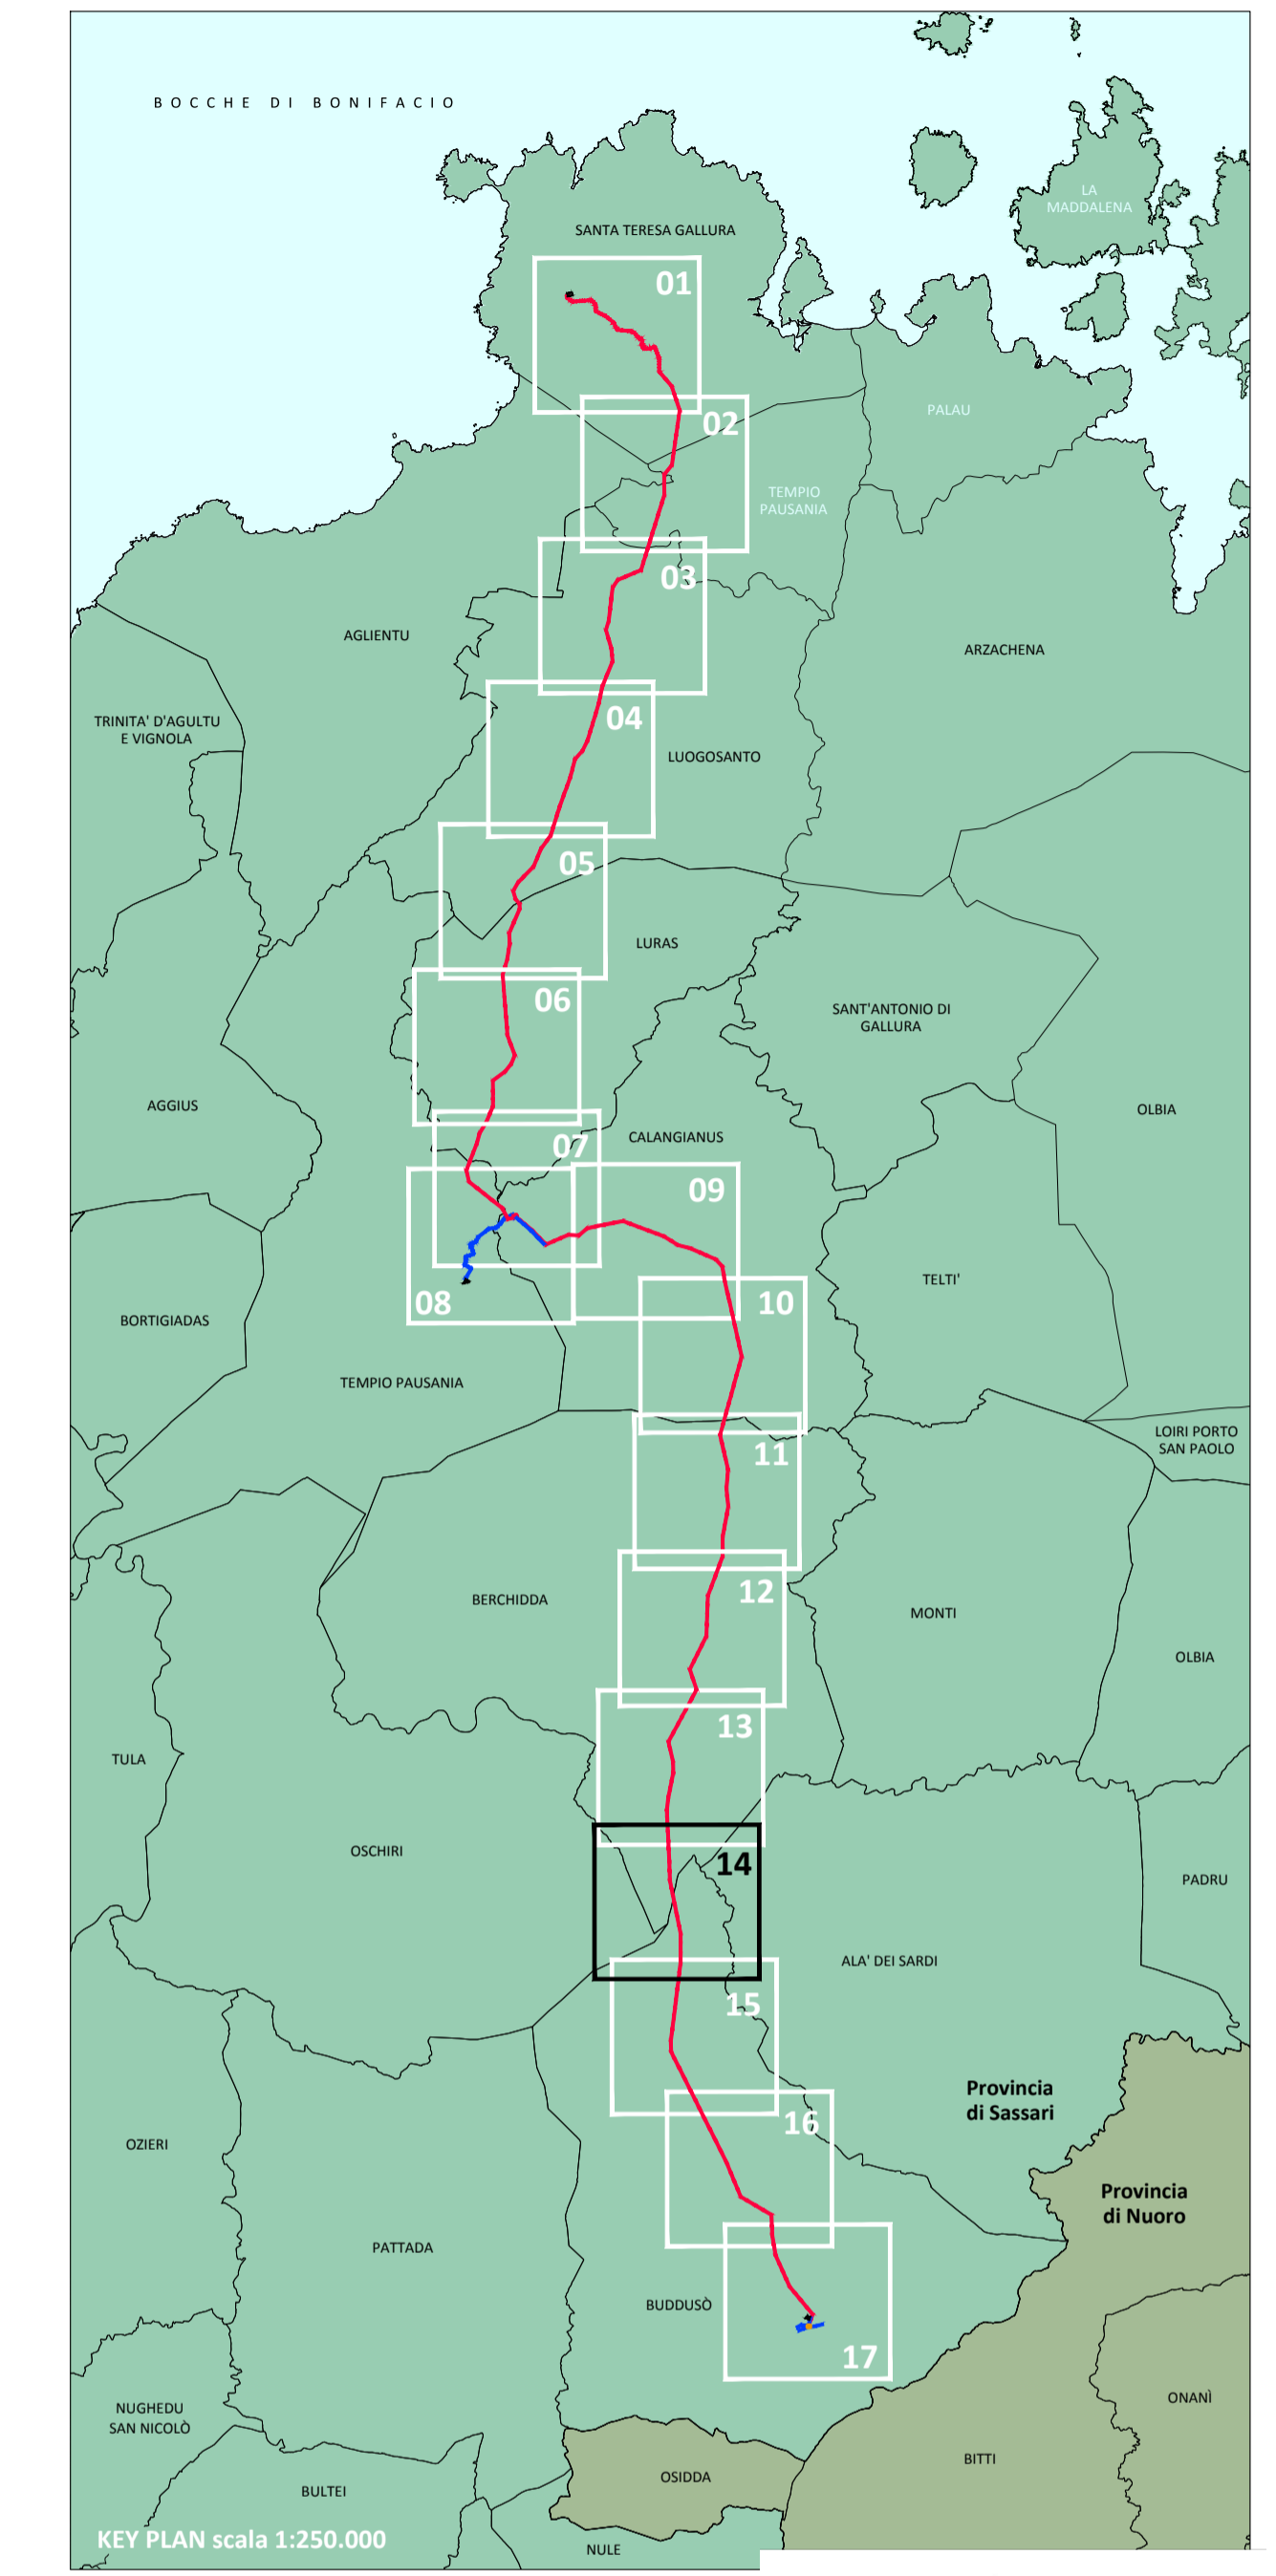 BOCCHE DI BONIFACIO
LA
MADDALENA
SANTA TERESA GALLURA
01
PALAU
02
TEMPIO
PAUSANIA
03
AGLIENTU
ARZACHENA
04
TRINITA' D'AGULTU
E VIGNOLA
LUOGOSANTO
05
LURAS
06
SANT'ANTONIO DI
GALLURA
AGGIUS
OLBIA
CALANGIANUS
07
09
TELTI'
08
10
BORTIGIADAS
TEMPIO PAUSANIA
LOIRI PORTO
SAN PAOLO
11
12
BERCHIDDA
MONTI
OLBIA
13
TULA
OSCHIRI
14
PADRU
ALA' DEI SARDI
15
Provincia
di Sassari
16
OZIERI
Provincia
di Nuoro
PATTADA
BUDDUSÒ
17
ONANÌ
NUGHEDU
SAN NICOLÒ
BITTI
OSIDDA
BULTEI
KEY PLAN scala 1:250.000
NULE